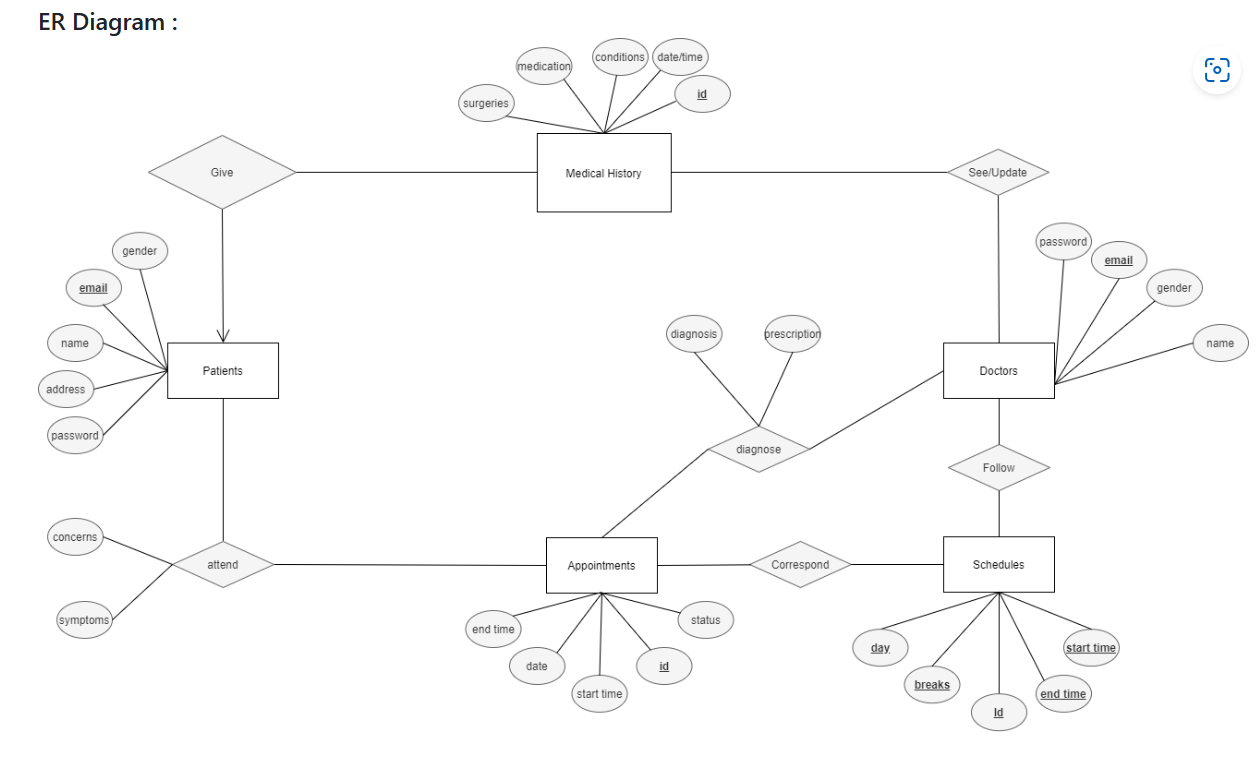 ER Diagram :
conditions
date/time
medication
id
surgeries
Give
Medical History
See/Update
gender
password
email
email
gender
name
name
diagnosis
prescription
Patients
Doctors
address
password
diagnose
Follow
concerns
attend
Appointments
Correspond
Schedules
symptoms
end time
status
date
id
start time
day
start time
breaks
end time
Id